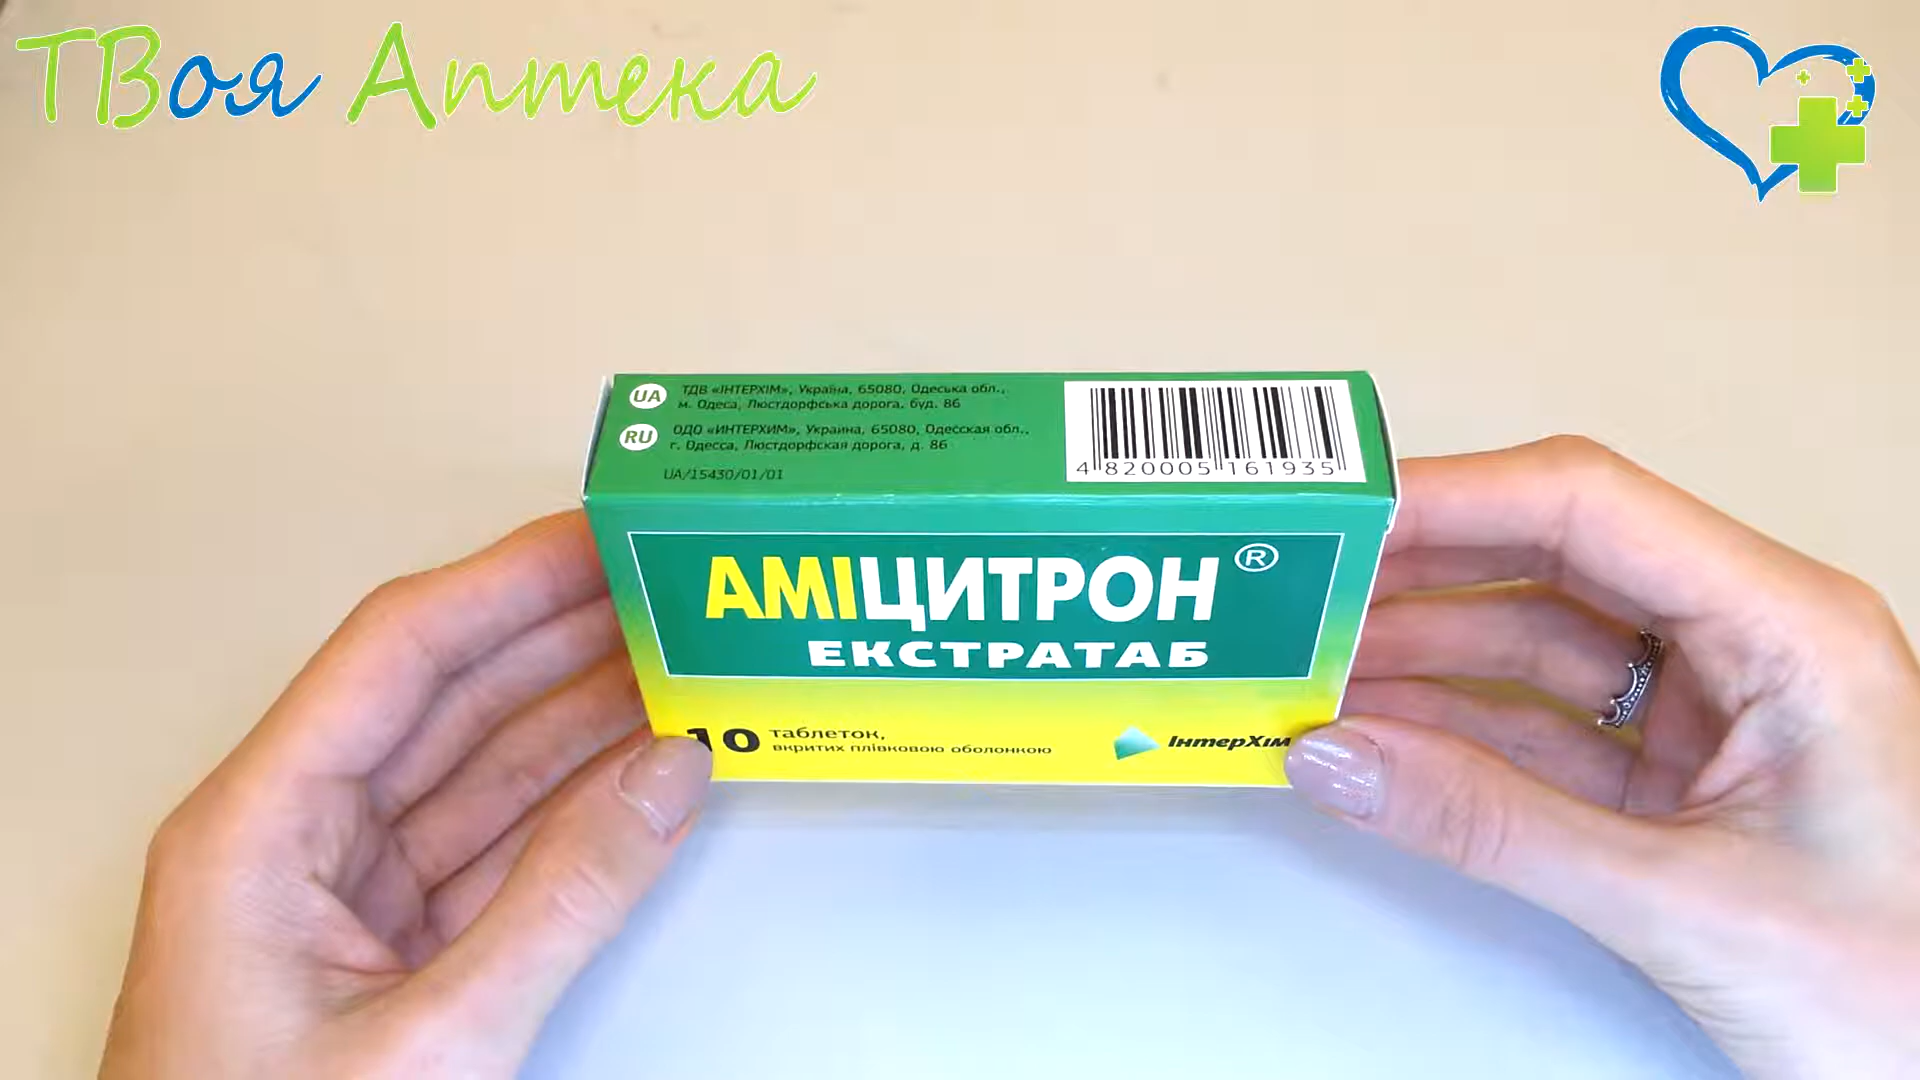 ТВоя Аптека
UA ТДВ «ІНТЕРХІМ», Україна, 65080, Одеська обл.,
м. Одеса, Люстдорфська дорога, буд. 86
RU ОДО «ИНТЕРХИМ», Украина, 65080, Одесская обл.,
г. Одесса, Люстдорфская дорога, д. 86
UA/15430/01/01
4 820005 161935
АМІЦИТРОН ®
ЕКСТРАТАБ
10 таблеток,
вкритих плівковою оболонкою
ІнтерХім